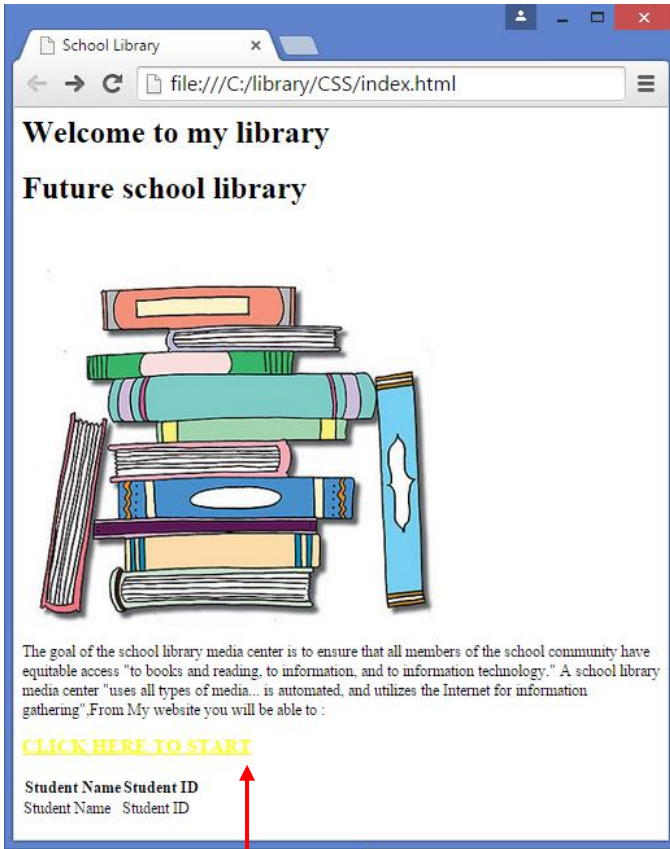 School Library
file:///C:/library/CSS/index.html
Welcome to my library
Future school library
The goal of the school library media center is to ensure that all members of the school community have
equitable access "to books and reading, to information, and to information technology." A school library
media center "uses all types of media... is automated, and utilizes the Internet for information
gathering",From My website you will be able to :
CLICK HERE TO START
Student Name Student ID
Student Name Student ID